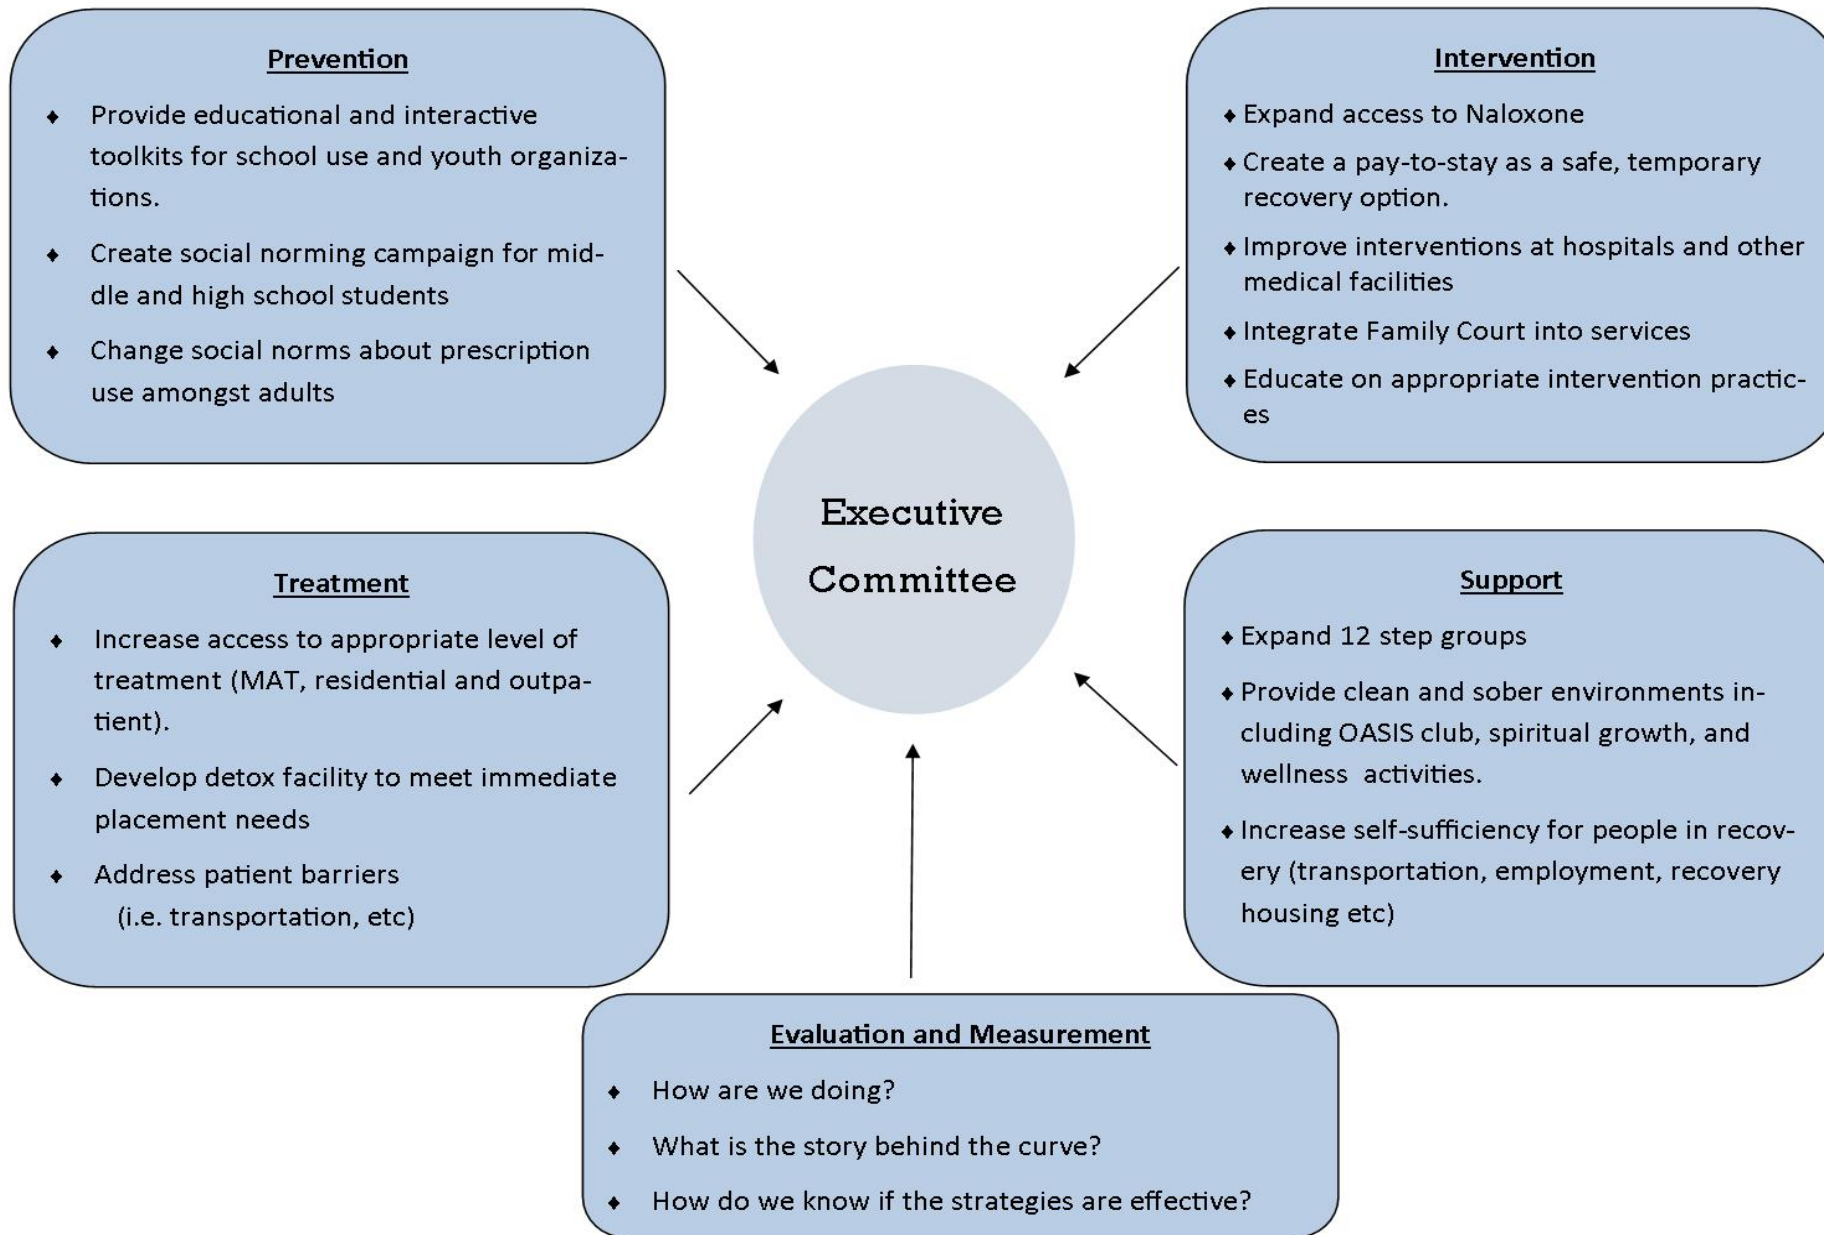 Prevention
♦ Provide educational and interactive
toolkits for school use and youth organiza-
tions.
♦ Create social norming campaign for mid-
dle and high school students
♦ Change social norms about prescription
use amongst adults
Intervention
♦ Expand access to Naloxone
♦ Create a pay-to-stay as a safe, temporary
recovery option.
♦ Improve interventions at hospitals and other
medical facilities
♦ Integrate Family Court into services
♦ Educate on appropriate intervention practic-
es
Executive
Committee
Treatment
♦ Increase access to appropriate level of
treatment (MAT, residential and outpa-
tient).
♦ Develop detox facility to meet immediate
placement needs
♦ Address patient barriers
(i.e. transportation, etc)
Support
♦ Expand 12 step groups
♦ Provide clean and sober environments in-
cluding OASIS club, spiritual growth, and
wellness activities.
♦ Increase self-sufficiency for people in recov-
ery (transportation, employment, recovery
housing etc)
Evaluation and Measurement
♦ How are we doing?
♦ What is the story behind the curve?
♦ How do we know if the strategies are effective?